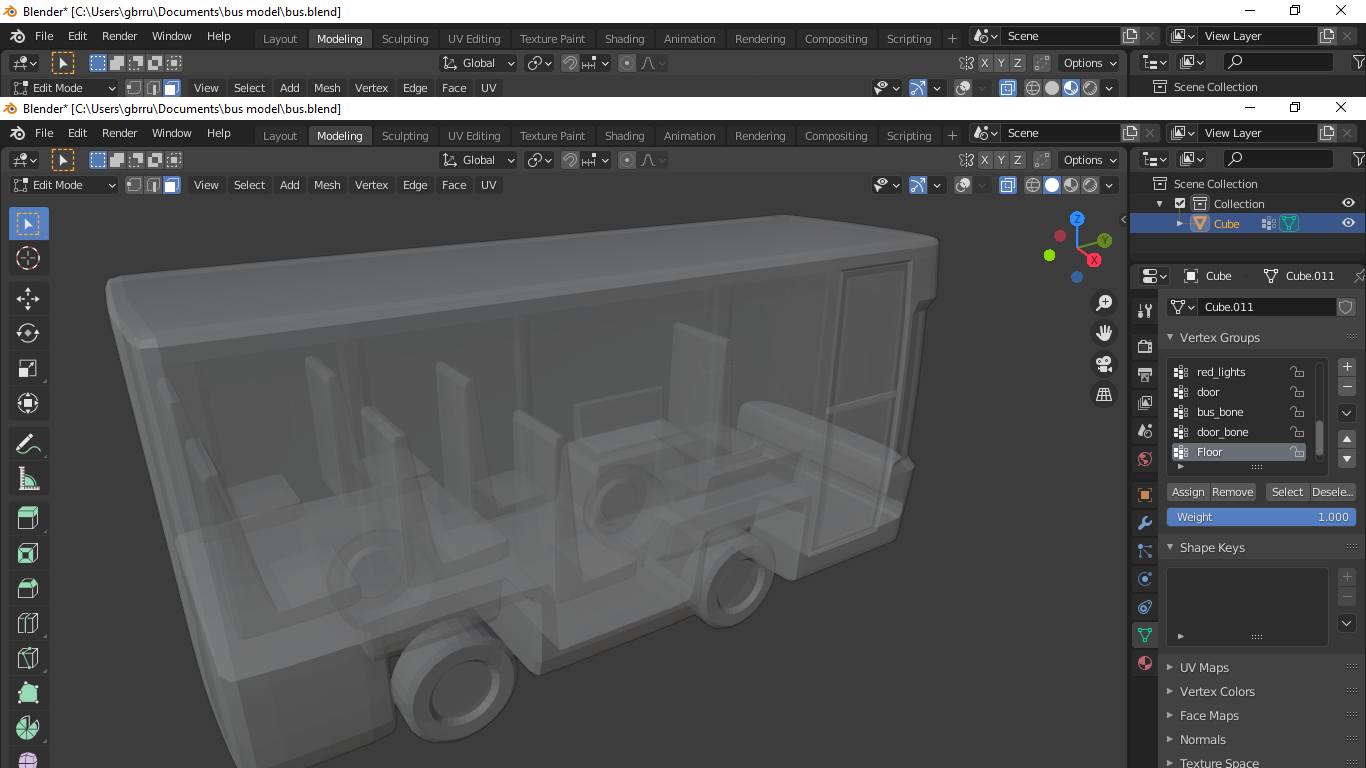 Blender* [C:\Users\gbrru\Documents\bus model\bus.blend]
File Edit Render Window Help Layout Modeling Sculpting UV Editing Texture Paint Shading Animation Rendering Compositing Scripting + Scene View Layer
Global X Y Z Options
Edit Mode View Select Add Mesh Vertex Edge Face UV Scene Collection
Blender* [C:\Users\gbrru\Documents\bus model\bus.blend]
File Edit Render Window Help Layout Modeling Sculpting UV Editing Texture Paint Shading Animation Rendering Compositing Scripting + Scene View Layer
Global X Y Z Options
Edit Mode View Select Add Mesh Vertex Edge Face UV Scene Collection
Collection
Cube
Z
Y
X
Cube Cube.011
Cube.011
Vertex Groups
red_lights
door
bus_bone
door_bone
Floor
Assign Remove Select Desele...
Weight 1.000
Shape Keys
UV Maps
Vertex Colors
Face Maps
Normals
Texture Space